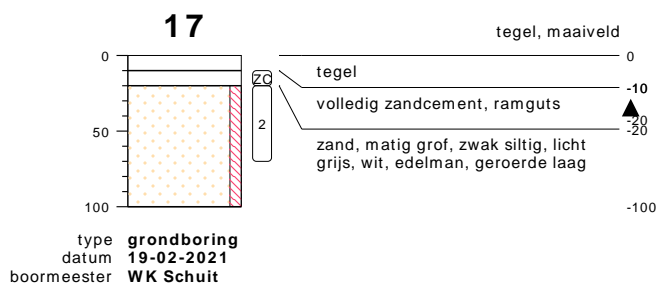 17
tegel, maaiveld
0
0
tegel
-10
ZC
volledig zandcement, ramguts
-20
-20
50
2
zand, matig grof, zwak siltig, licht
grijs, wit, edelman, geroerde laag
100
-100
type grondboring
datum 19-02-2021
boormeester WK Schuit